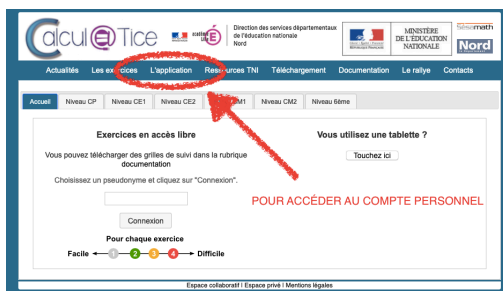 Calcul@Tice
Direction des services départementaux
de l'éducation nationale
Nord
MINISTÈRE
DE L'ÉDUCATION
NATIONALE
Nord
Actualités Les exercices L'application Ressources TNI Téléchargement Documentation Le rallye Contacts
Accueil Niveau CP Niveau CE1 Niveau CE2 CM1 Niveau CM2 Niveau 6ème
Exercices en accès libre
Vous utilisez une tablette ?
Vous pouvez télécharger des grilles de suivi dans la rubrique
documentation
Touchez ici
Choisissez un pseudonyme et cliquez sur "Connexion".
POUR ACCÉDER AU COMPTE PERSONNEL
Connexion
Pour chaque exercice
Facile 1 2 3 4 Difficile
Espace collaboratif I Espace privé I Mentions légales